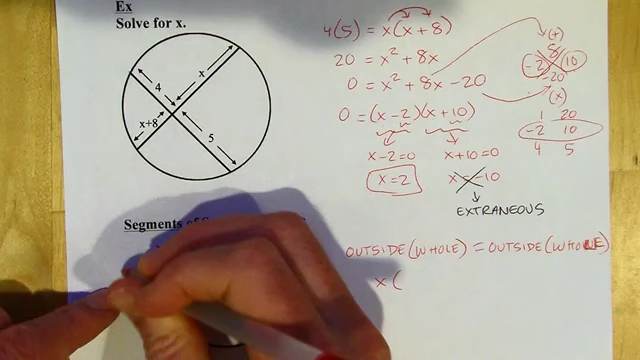 Ex
Solve for x.
4
x
x+8
5
4(5) = x(x+8)
20 = x² + 8x
0 = x² + 8x - 20
0 = (x-2)(x+10)
x-2=0 x+10=0
x=2 x=-10
EXTRANEOUS
(+)
8
-2 10
-20
(x)
1 20
-2 10
4 5
Segments of
OUTSIDE(WHOLE) = OUTSIDE(WHOLE)
x(